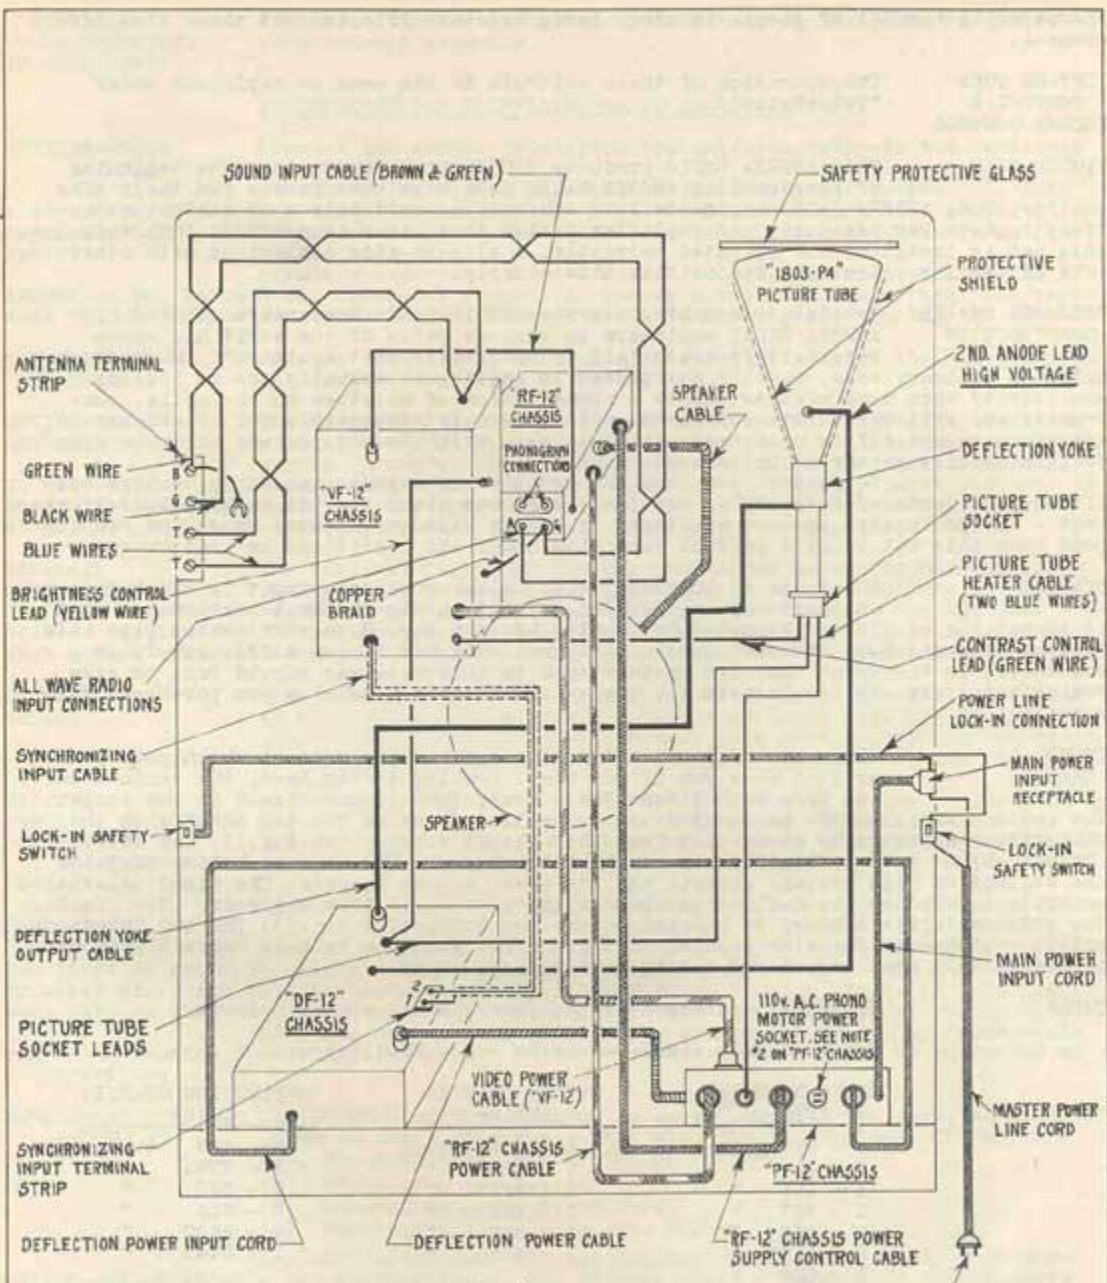 SOUND INPUT CABLE (BROWN & GREEN)
SAFETY PROTECTIVE GLASS
"1803-P4"
PICTURE TUBE
PROTECTIVE
SHIELD
ANTENNA TERMINAL
STRIP
"RF-12"
CHASSIS
SPEAKER
CABLE
2ND. ANODE LEAD
HIGH VOLTAGE
GREEN WIRE
B
PHONOGRAPH
CONNECTIONS
DEFLECTION YOKE
"VF-12"
CHASSIS
G
BLACK WIRE
T
BLUE WIRES
T
A
G
PICTURE TUBE
SOCKET
BRIGHTNESS CONTROL
LEAD (YELLOW WIRE)
COPPER
BRAID
PICTURE TUBE
HEATER CABLE
(TWO BLUE WIRES)
CONTRAST CONTROL
LEAD (GREEN WIRE)
ALL WAVE RADIO
INPUT CONNECTIONS
POWER LINE
LOCK-IN CONNECTION
SYNCHRONIZING
INPUT CABLE
MAIN POWER
INPUT
RECEPTACLE
LOCK-IN SAFETY
SWITCH
SPEAKER
LOCK-IN
SAFETY SWITCH
DEFLECTION YOKE
OUTPUT CABLE
MAIN POWER
INPUT CORD
"DF-12"
CHASSIS
2
1
110v. A.C. PHONO
MOTOR POWER
SOCKET. SEE NOTE
#2 ON "PF-12" CHASSIS
PICTURE TUBE
SOCKET LEADS
VIDEO POWER
CABLE ("VF-12")
MASTER POWER
LINE CORD
SYNCHRONIZING
INPUT TERMINAL
STRIP
"RF-12" CHASSIS
POWER CABLE
"PF-12" CHASSIS
DEFLECTION POWER INPUT CORD
DEFLECTION POWER CABLE
"RF-12" CHASSIS POWER
SUPPLY CONTROL CABLE